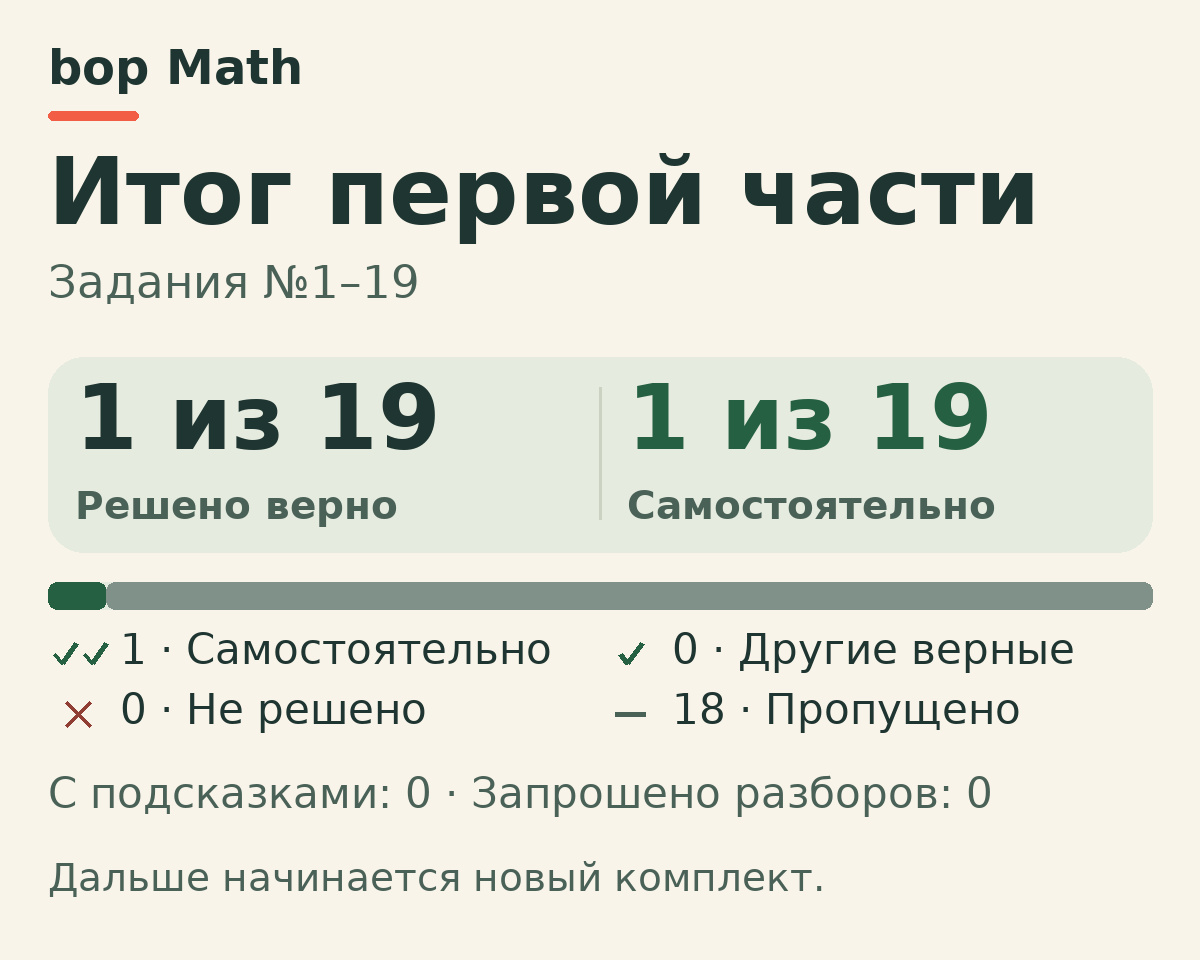 bop Math
Итог первой части
Задания №1–19
1 из 19
Решено верно
1 из 19
Самостоятельно
1 · Самостоятельно
0 · Другие верные
0 · Не решено
18 · Пропущено
С подсказками: 0 · Запрошено разборов: 0
Дальше начинается новый комплект.